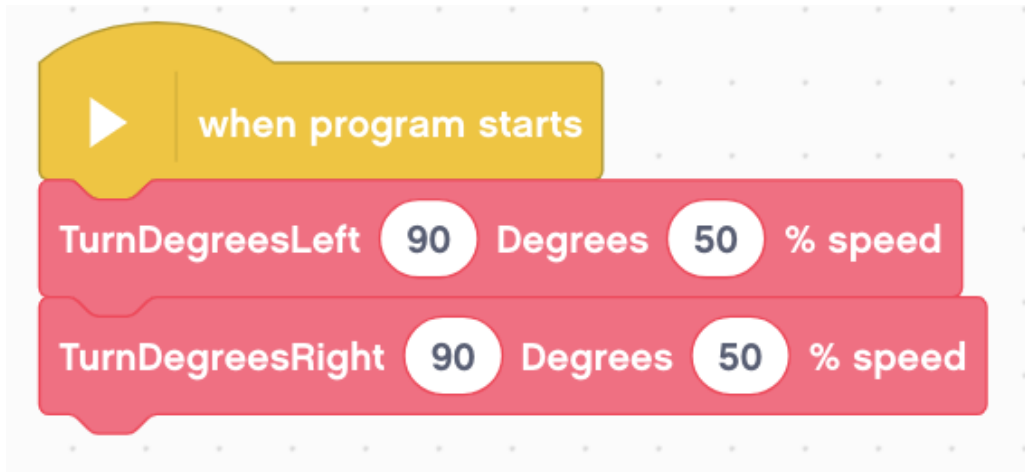 when program starts
TurnDegreesLeft 90 Degrees 50 % speed
TurnDegreesRight 90 Degrees 50 % speed